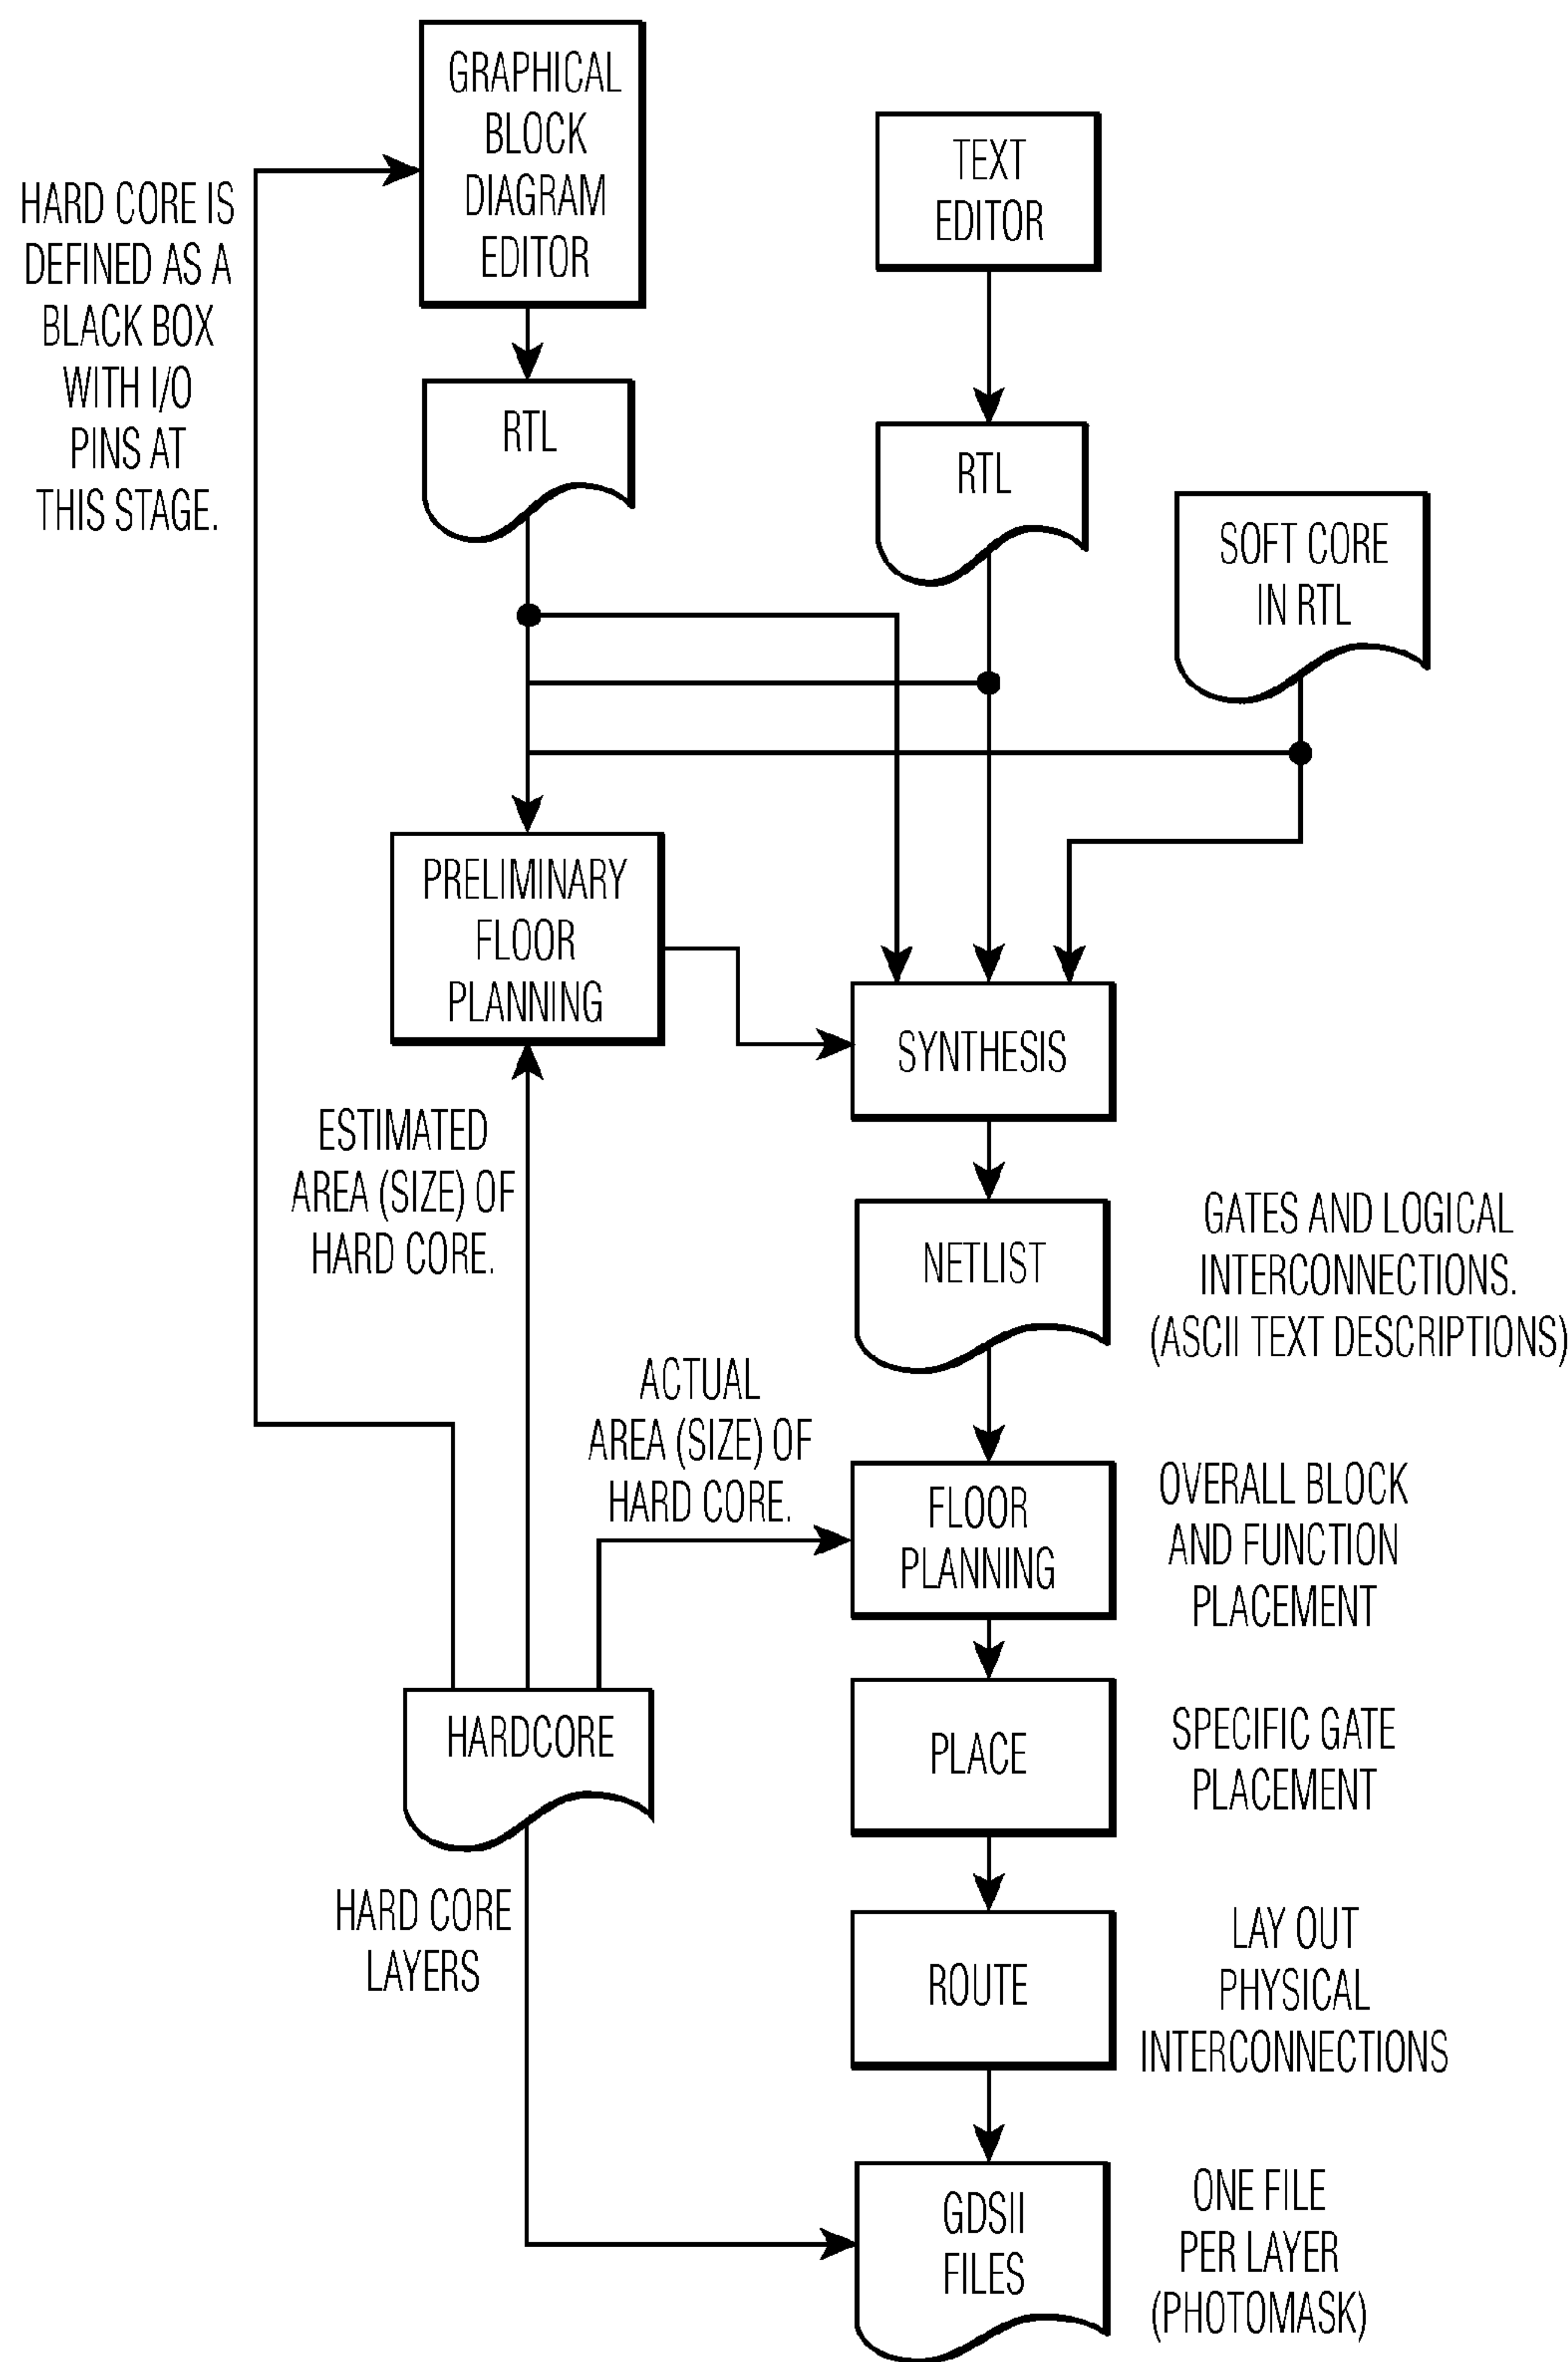 GRAPHICAL
BLOCK
DIAGRAM
EDITOR
TEXT
EDITOR
HARD CORE IS
DEFINED AS A
BLACK BOX
WITH I/O
PINS AT
THIS STAGE.
RTL
RTL
SOFT CORE
IN RTL
PRELIMINARY
FLOOR
PLANNING
SYNTHESIS
ESTIMATED
AREA (SIZE) OF
HARD CORE.
NETLIST
GATES AND LOGICAL
INTERCONNECTIONS.
(ASCII TEXT DESCRIPTIONS)
ACTUAL
AREA (SIZE) OF
HARD CORE.
FLOOR
PLANNING
OVERALL BLOCK
AND FUNCTION
PLACEMENT
HARDCORE
PLACE
SPECIFIC GATE
PLACEMENT
HARD CORE
LAYERS
ROUTE
LAY OUT
PHYSICAL
INTERCONNECTIONS
GDSII
FILES
ONE FILE
PER LAYER
(PHOTOMASK)